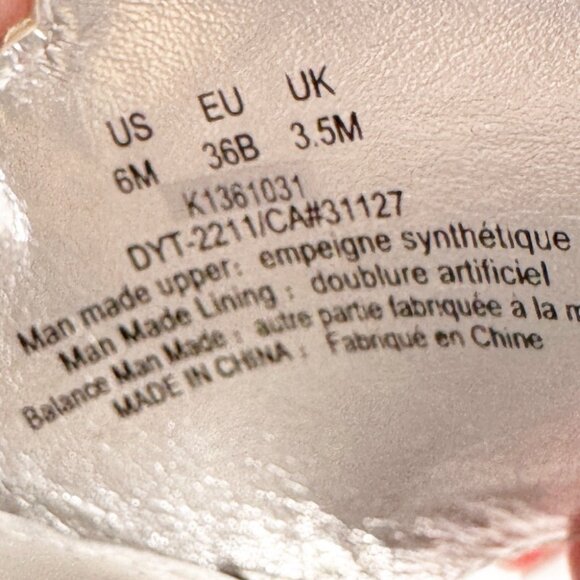 US EU UK
6M 36B 3.5M
K1361031
DYT-2211/CA#31127
Man made upper: empeigne synthétique
Man Made Lining : doublure artificiel
Balance Man Made : autre partie fabriquée à la m
MADE IN CHINA : Fabriqué en Chine